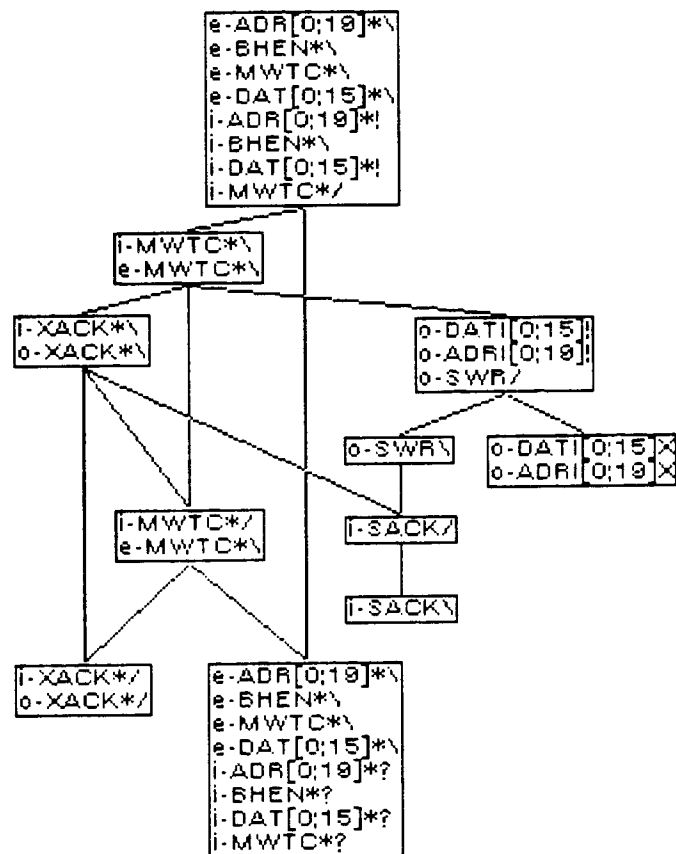 e-ADR[0;19]*\
e-BHEN*\
e-MWTC*\
e-DAT[0;15]*\
i-ADR[0;19]*!
i-BHEN*\
i-DAT[0;15]*!
i-MWTC*/
i-MWTC*\
e-MWTC*\
i-XACK*\
o-XACK*\
o-DATI[0;15]!
o-ADRI[0;19]!
o-SWR/
o-SWR\
o-DATI[0;15]X
o-ADRI[0;19]X
i-MWTC*/
e-MWTC*\
i-SACK/
i-SACK\
i-XACK*/
o-XACK*/
e-ADR[0;19]*\
e-BHEN*\
e-MWTC*\
e-DAT[0;15]*\
i-ADR[0;19]*?
i-BHEN*?
i-DAT[0;15]*?
i-MWTC*?